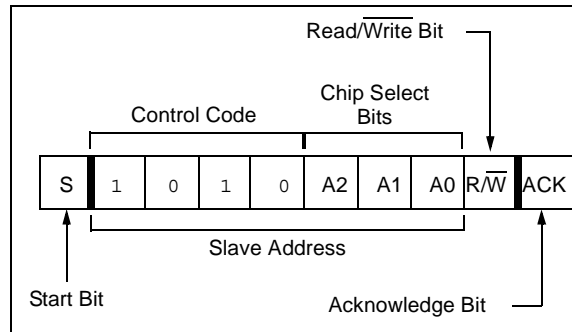 Read/Write Bit
Chip Select
Bits
Control Code
S 1 0 1 0 A2 A1 A0 R/W ACK
Slave Address
Start Bit
Acknowledge Bit